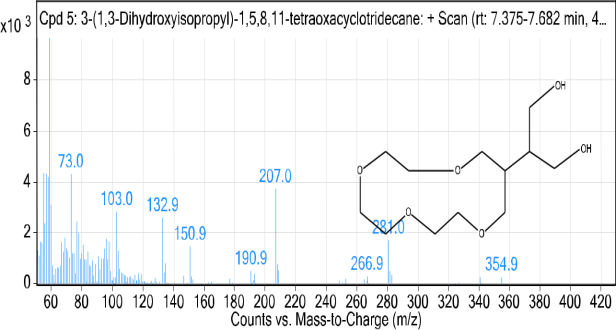 Cpd 5: 3-(1,3-Dihydroxyisopropyl)-1,5,8,11-tetraoxacyclotridecane: + Scan (rt: 7.375-7.682 min, 4...
x10 3
8
6
4
2
0
73.0
103.0
132.9
150.9
190.9
207.0
266.9
281.0
354.9
OH
OH
O
O
O
O
60 80 100 120 140 160 180 200 220 240 260 280 300 320 340 360 380 400 420
Counts vs. Mass-to-Charge (m/z)